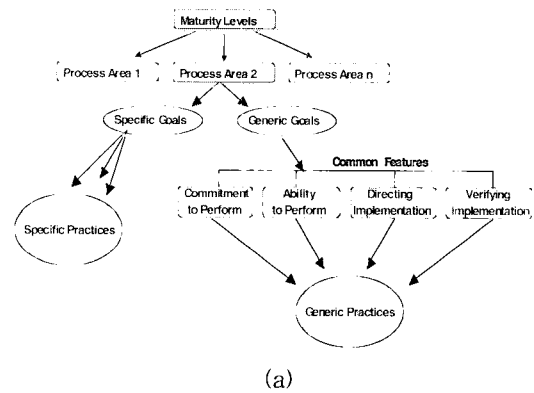 Maturity Levels
Process Area 1
Process Area 2
Process Area n
Specific Goals
Generic Goals
Common Features
Commitment
to Perform
Ability
to Perform
Directing
Implementation
Verifying
Implementation
Specific Practices
Generic Practices
(a)